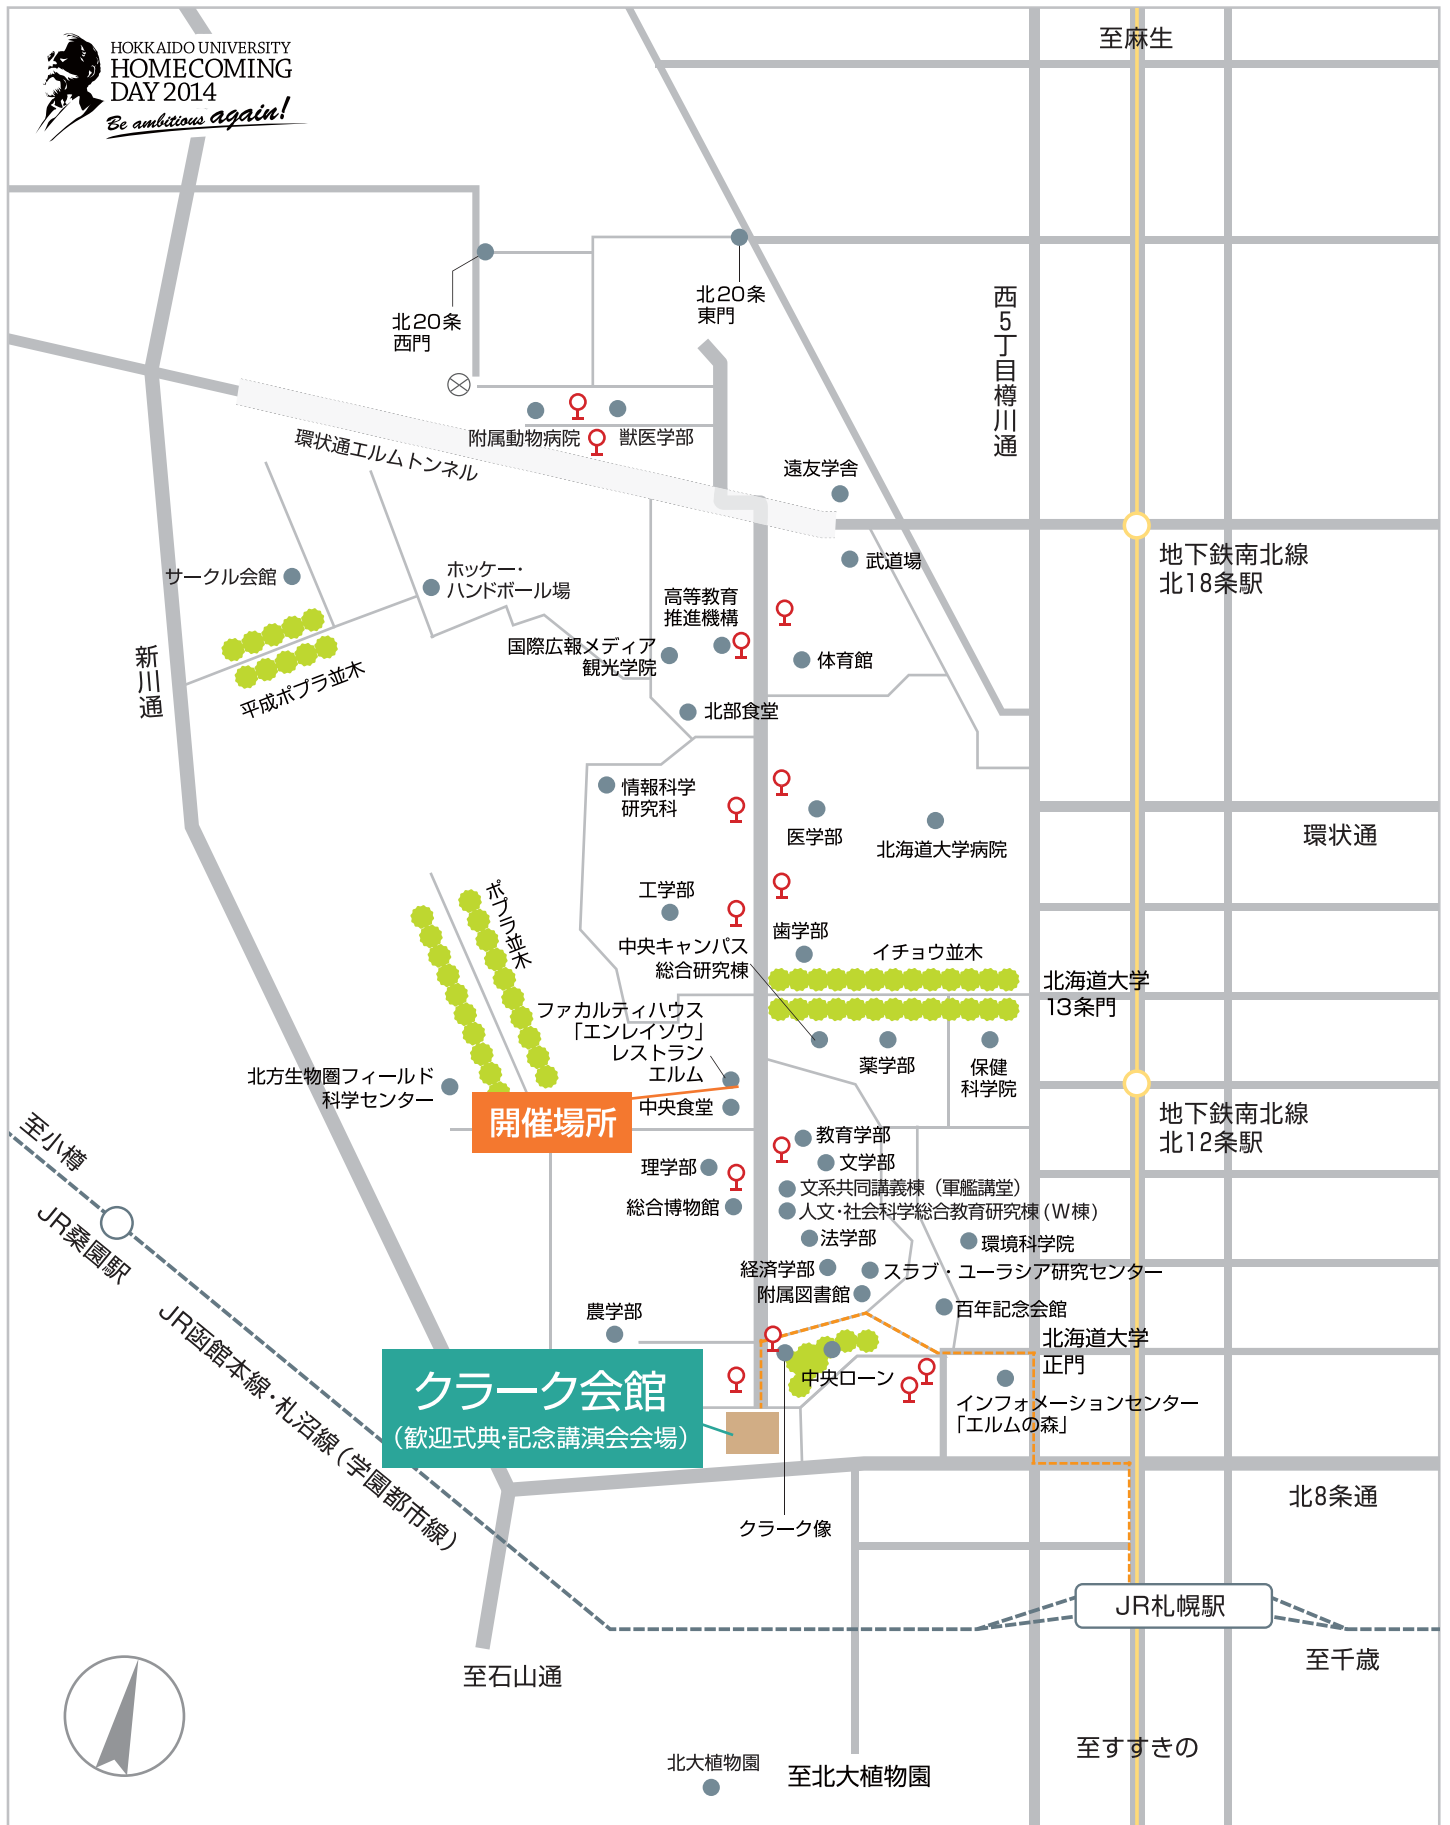 HOKKAIDO UNIVERSITY
HOMECOMING
DAY 2014
Be ambitious again!
至麻生
北20条
西門
北20条
東門
西5丁目樽川通
附属動物病院
獣医学部
環状通エルムトンネル
遠友学舎
武道場
地下鉄南北線
北18条駅
サークル会館
ホッケー・
ハンドボール場
高等教育
推進機構
国際広報メディア
観光学院
体育館
新川通
平成ポプラ並木
北部食堂
情報科学
研究科
医学部
北海道大学病院
環状通
工学部
ポプラ並木
歯学部
中央キャンパス
総合研究棟
イチョウ並木
北海道大学
13条門
ファカルティハウス
「エンレイソウ」
レストラン
エルム
薬学部
保健
科学院
北方生物圏フィールド
科学センター
開催場所
中央食堂
地下鉄南北線
北12条駅
至小樽
JR桑園駅
教育学部
文学部
理学部
文系共同講義棟（軍艦講堂）
総合博物館
人文・社会科学総合教育研究棟(W棟)
法学部
環境科学院
経済学部
スラブ・ユーラシア研究センター
附属図書館
百年記念会館
農学部
JR函館本線・札沼線(学園都市線)
北海道大学
正門
クラーク会館
（歓迎式典・記念講演会会場）
中央ローン
インフォメーションセンター
「エルムの森」
北8条通
クラーク像
JR札幌駅
至石山通
至千歳
至すすきの
北大植物園
至北大植物園